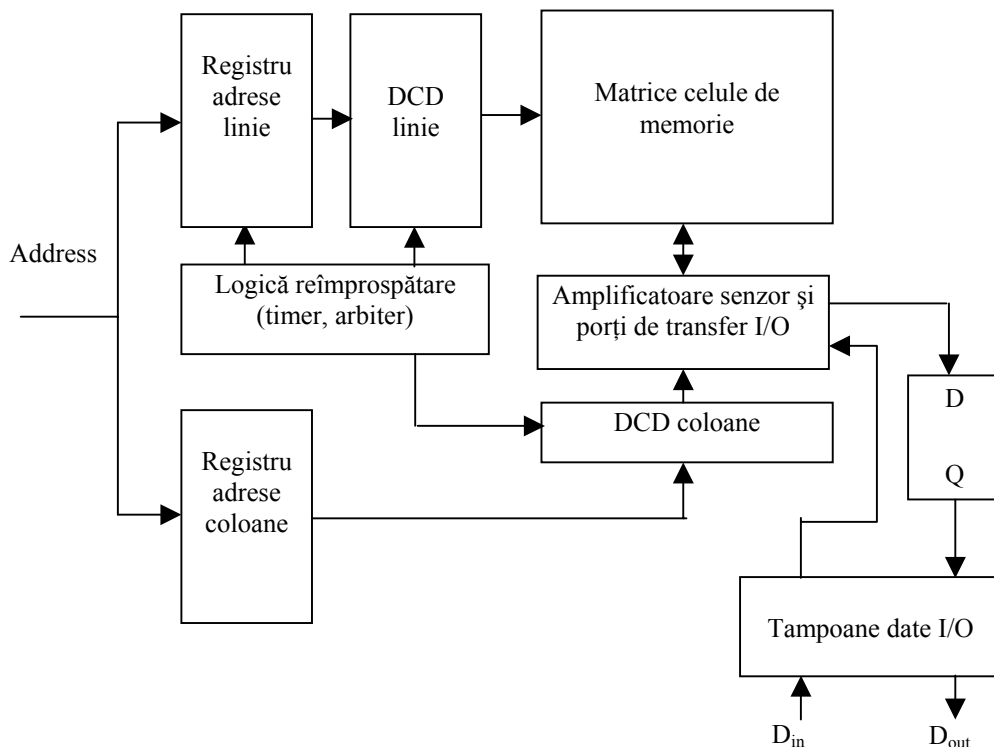 Registru
adrese
linie
DCD
linie
Matrice celule de
memorie
Address
Logică reîmprospătare
(timer, arbiter)
Amplificatoare senzor şi
porți de transfer I/O
D
Q
DCD coloane
Registru
adrese
coloane
Tampoane date I/O
Din
Dout